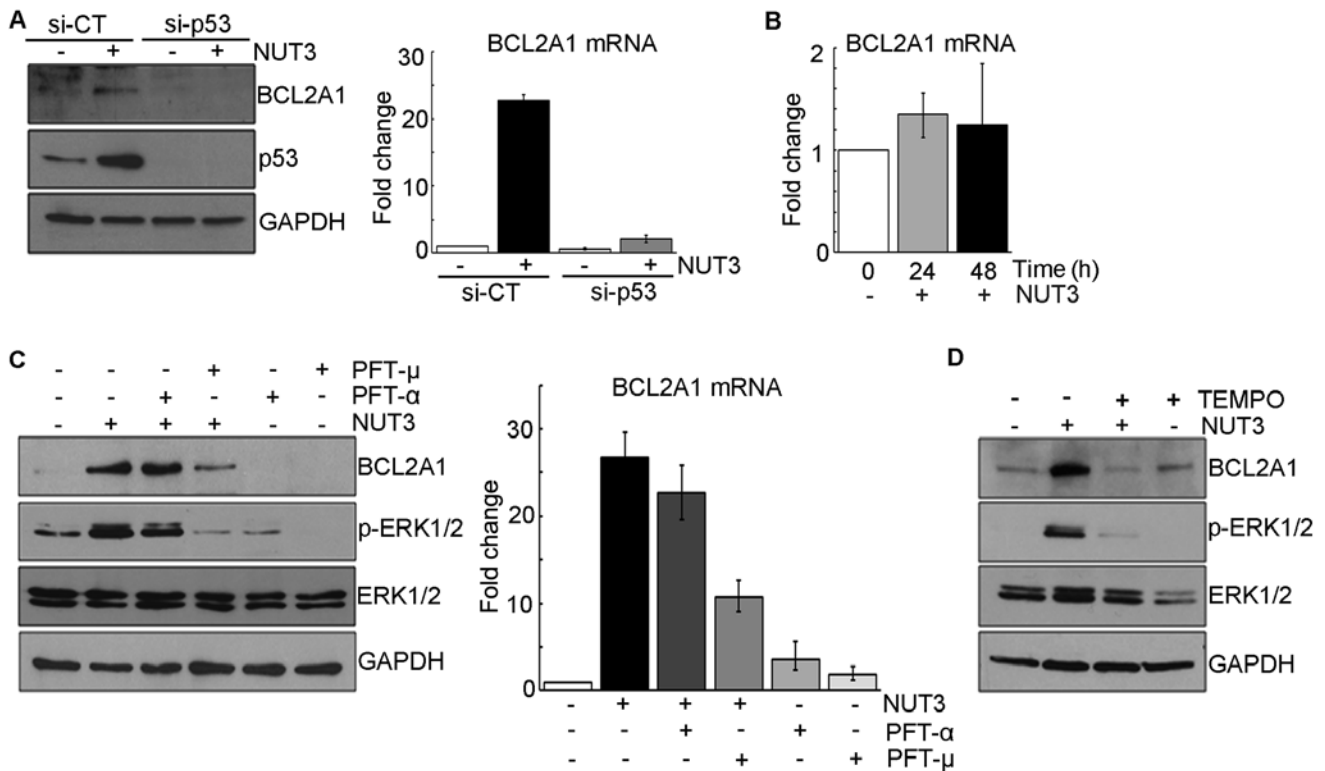 A
si-CT si-p53
- + - + NUT3
BCL2A1
p53
GAPDH
BCL2A1 mRNA
Fold change
30
20
10
0
- + - + NUT3
si-CT si-p53
B
BCL2A1 mRNA
Fold change
2
1
0
0 24 48 Time (h)
- + + NUT3
C
- - - + - + PFT-µ
- - + - + - PFT-α
- + + + - - NUT3
BCL2A1
p-ERK1/2
ERK1/2
GAPDH
BCL2A1 mRNA
Fold change
30
20
10
0
- + + + - - NUT3
- - + - + - PFT-α
- - - + - + PFT-µ
D
- - + + TEMPO
- + + - NUT3
BCL2A1
p-ERK1/2
ERK1/2
GAPDH